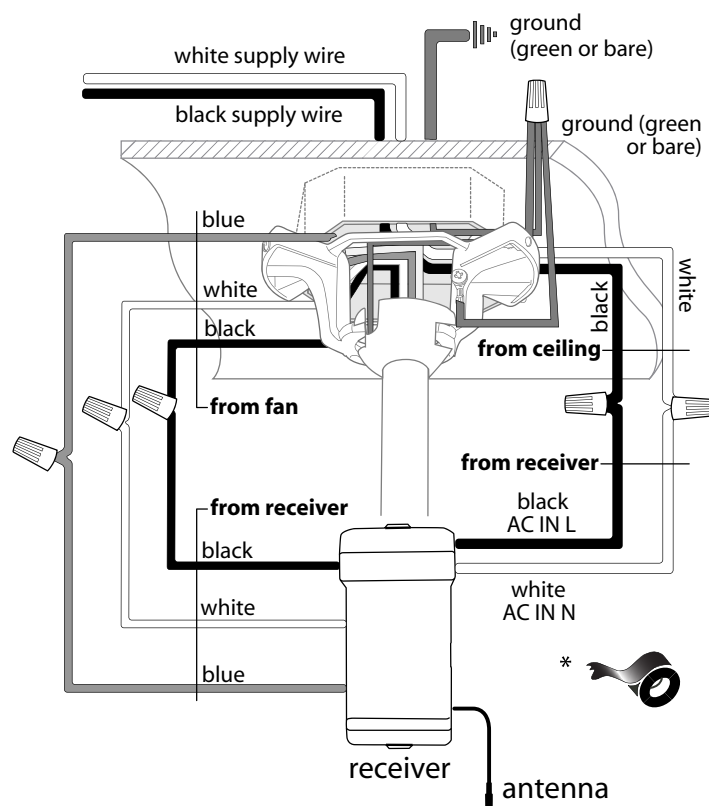 ground
(green or bare)
white supply wire
black supply wire
ground (green
or bare)
blue
white
black
from fan
black
white
from ceiling
from receiver
from receiver
black
AC IN L
black
white
AC IN N
white
blue
*
receiver
antenna